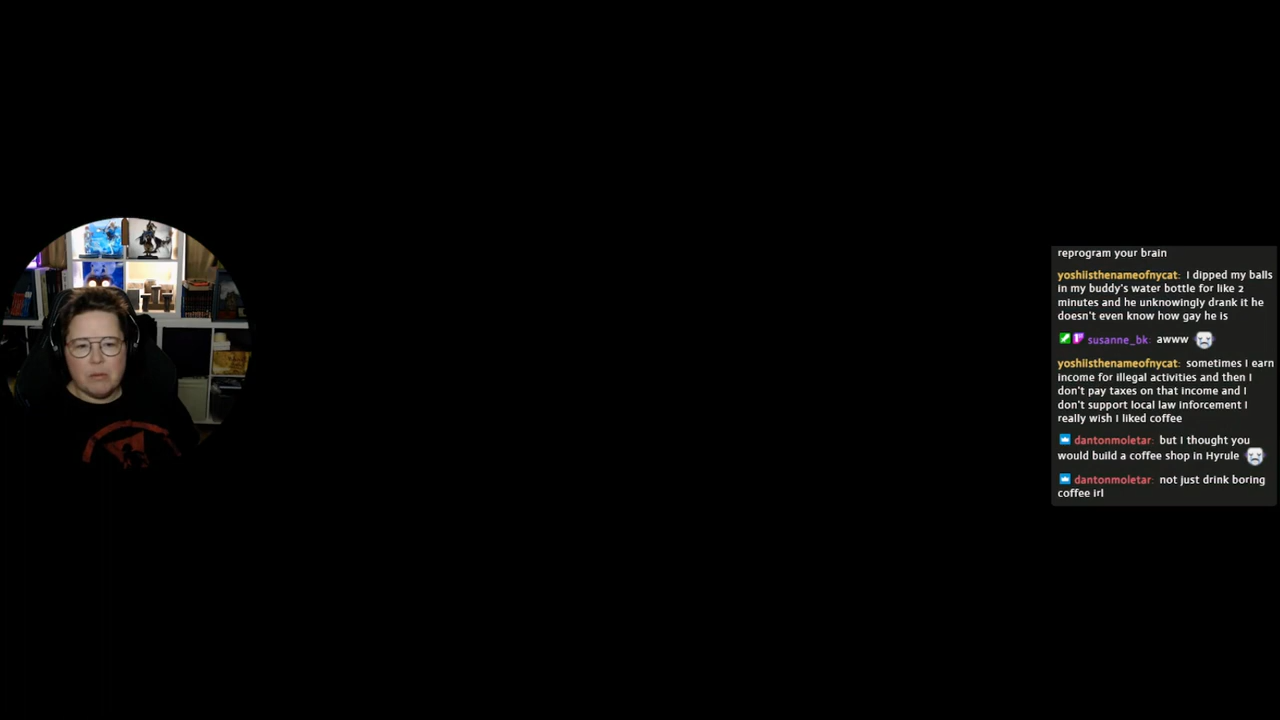 reprogram your brain
yoshiisthenameofnycat: I dipped my balls
in my buddy's water bottle for like 2
minutes and he unknowingly drank it he
doesn't even know how gay he is
susanne_bk: awww
yoshiisthenameofnycat: sometimes I earn
income for illegal activities and then I
don't pay taxes on that income and I
don't support local law inforcement I
really wish I liked coffee
dantonmoletar: but I thought you
would build a coffee shop in Hyrule
dantonmoletar: not just drink boring
coffee irl